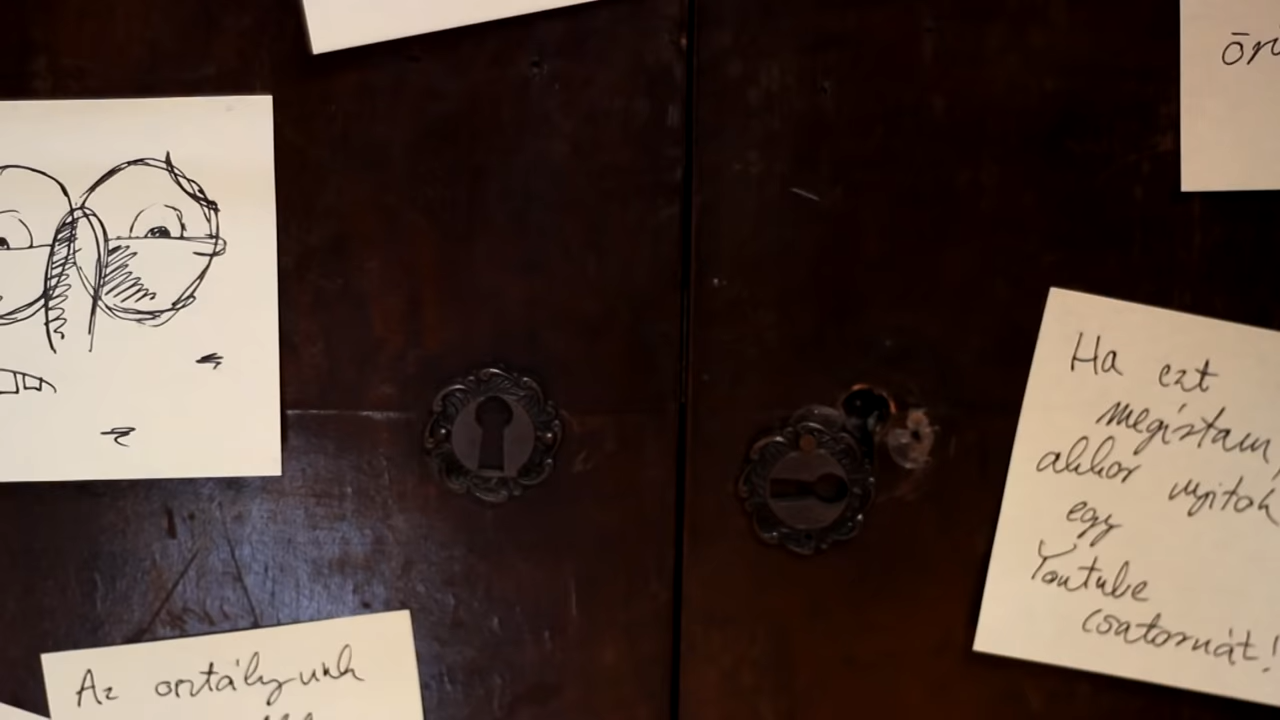 Ha ezt
megírtam,
akkor nyitok
egy
Youtube
csatornát!
Az osztályunk